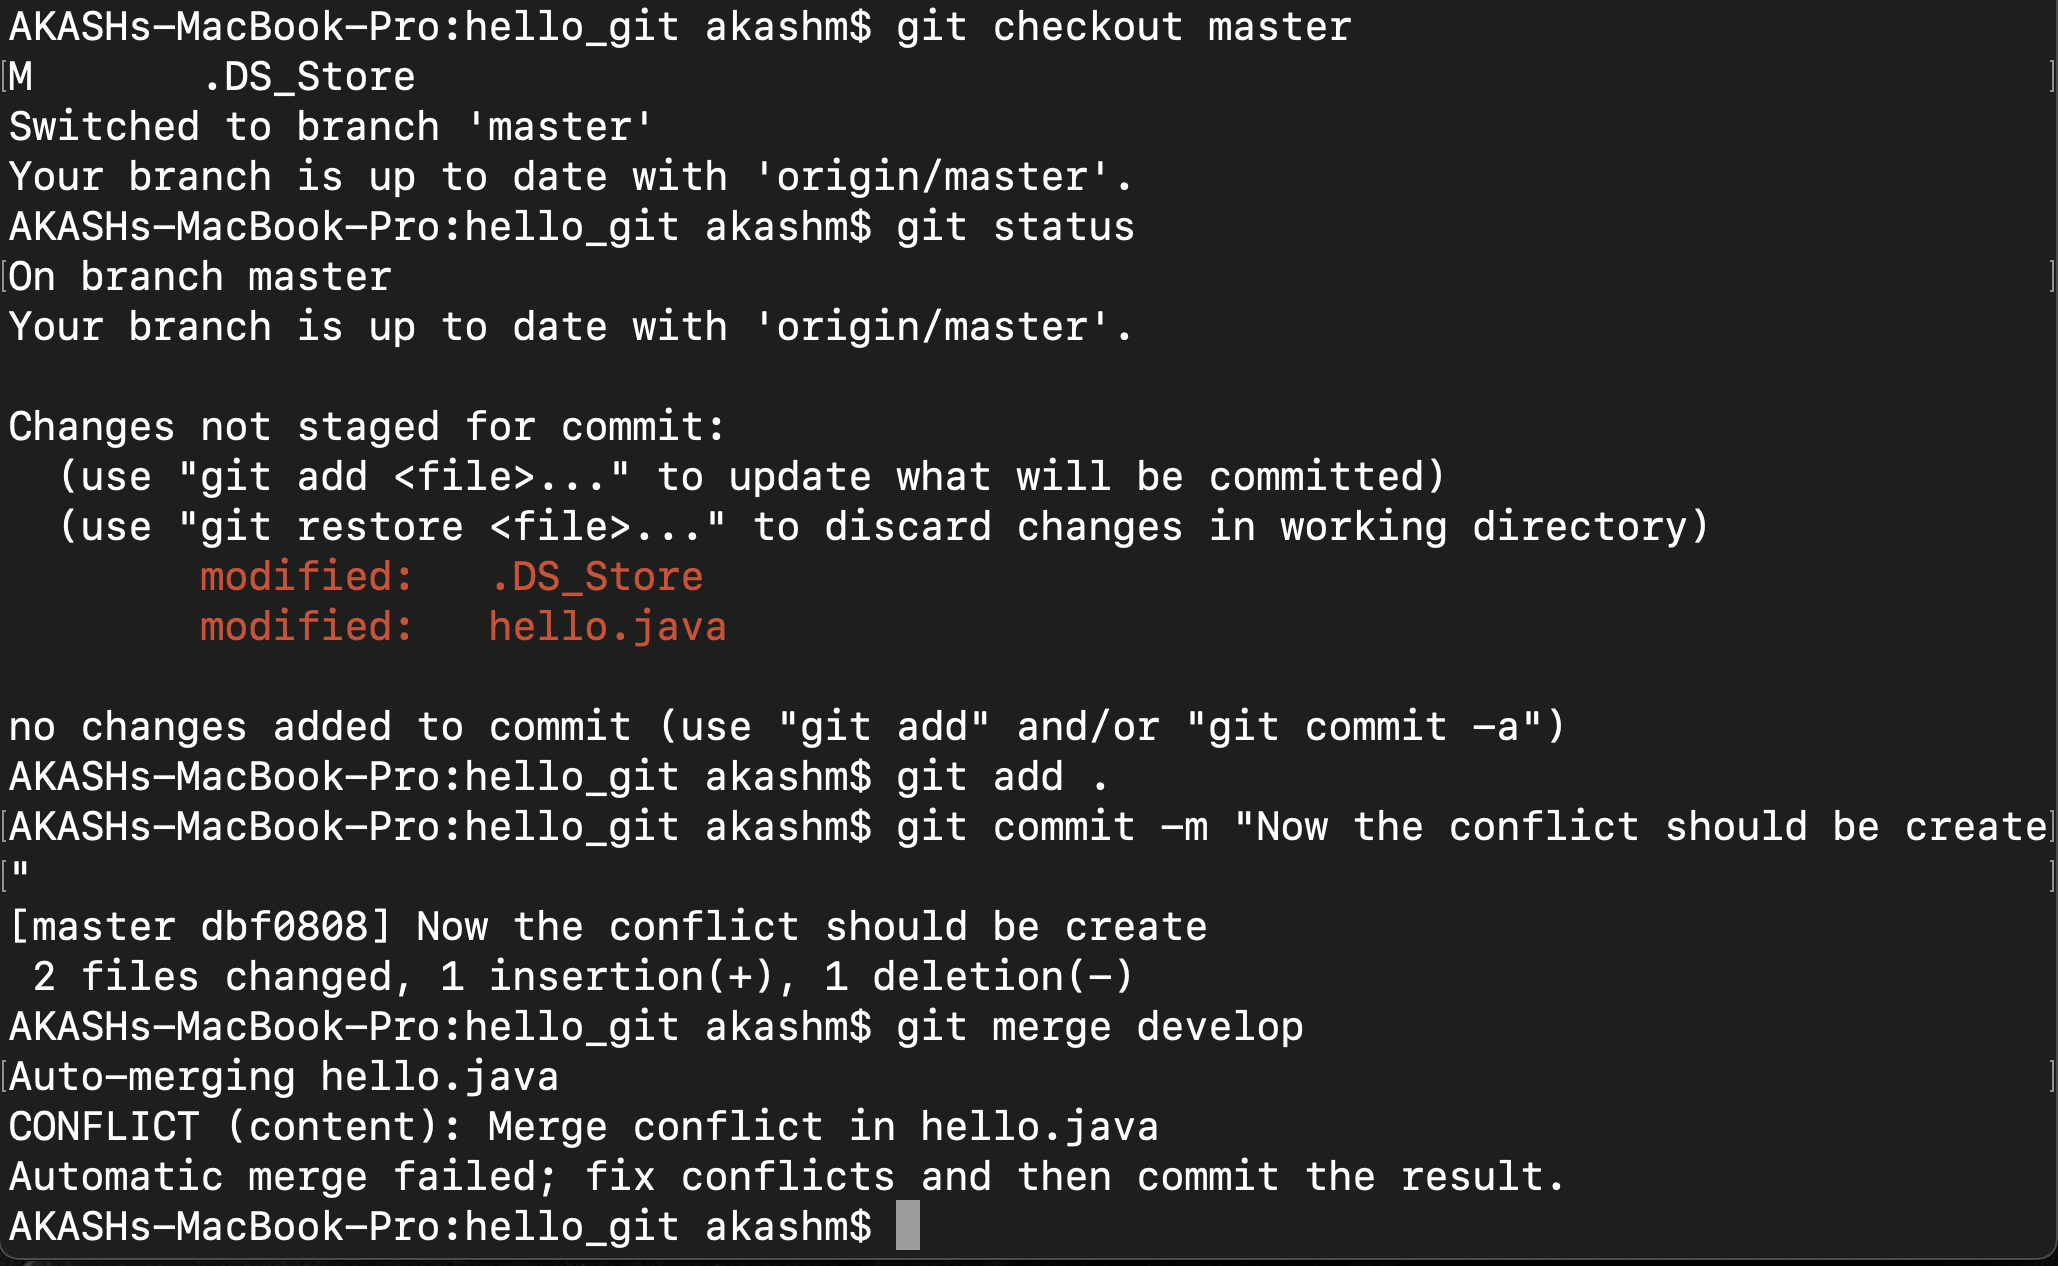 AKASHs-MacBook-Pro:hello_git akashm$ git checkout master
[M       .DS_Store ]
Switched to branch 'master'
Your branch is up to date with 'origin/master'.
AKASHs-MacBook-Pro:hello_git akashm$ git status
[On branch master ]
Your branch is up to date with 'origin/master'.
Changes not staged for commit:
  (use "git add <file>..." to update what will be committed)
  (use "git restore <file>..." to discard changes in working directory)
        modified:   .DS_Store
        modified:   hello.java
no changes added to commit (use "git add" and/or "git commit -a")
AKASHs-MacBook-Pro:hello_git akashm$ git add .
[AKASHs-MacBook-Pro:hello_git akashm$ git commit -m "Now the conflict should be create]
[" ]
[master dbf0808] Now the conflict should be create
 2 files changed, 1 insertion(+), 1 deletion(-)
AKASHs-MacBook-Pro:hello_git akashm$ git merge develop
[Auto-merging hello.java ]
CONFLICT (content): Merge conflict in hello.java
Automatic merge failed; fix conflicts and then commit the result.
AKASHs-MacBook-Pro:hello_git akashm$